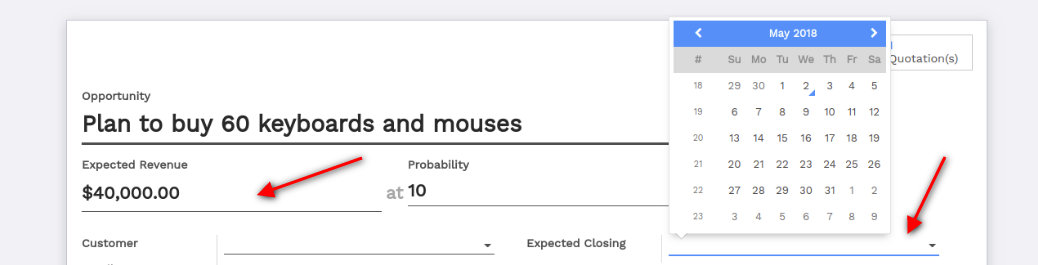 May 2018
# Su Mo Tu We Th Fr Sa
18 29 30 1 2 3 4 5
19 6 7 8 9 10 11 12
20 13 14 15 16 17 18 19
21 20 21 22 23 24 25 26
22 27 28 29 30 31 1 2
23 3 4 5 6 7 8 9
Quotation(s)
Opportunity
Plan to buy 60 keyboards and mouses
Expected Revenue
Probability
$40,000.00
at 10
Customer
Expected Closing